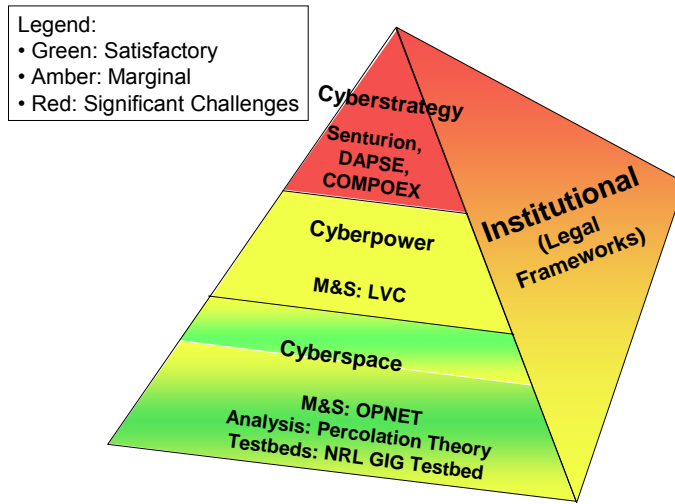 Legend:
• Green: Satisfactory
• Amber: Marginal
• Red: Significant Challenges
Cyberstrategy
Senturion,
DAPSE,
COMPOEX
Institutional
(Legal
Frameworks)
Cyberpower
M&S: LVC
Cyberspace
M&S: OPNET
Analysis: Percolation Theory
Testbeds: NRL GIG Testbed